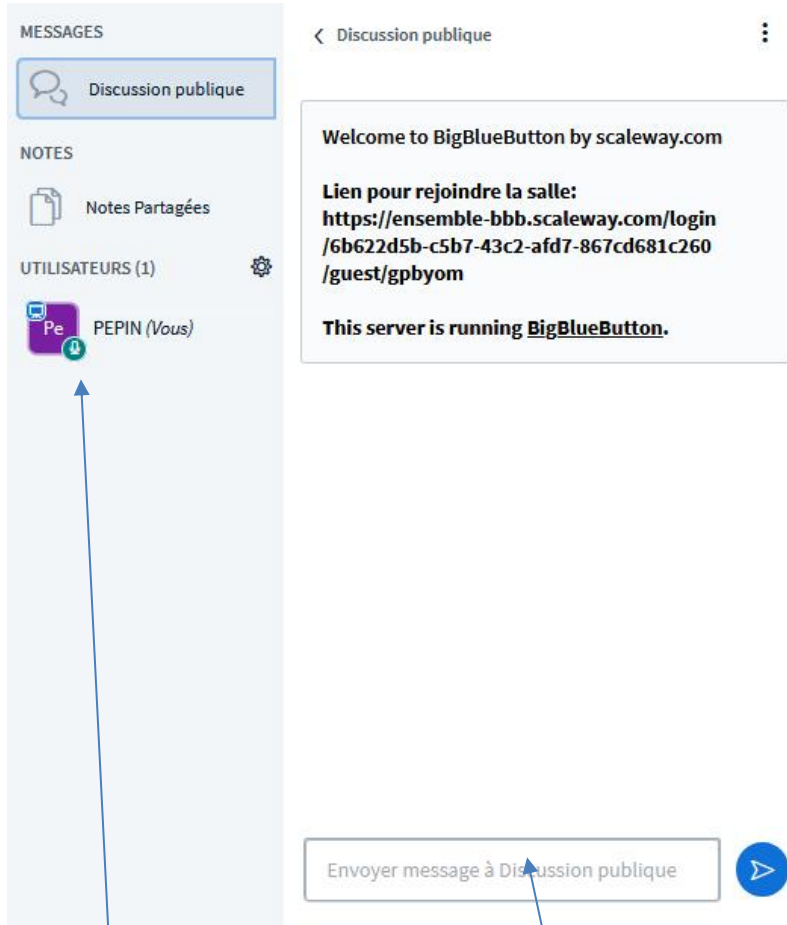 MESSAGES
Discussion publique
NOTES
Notes Partagées
UTILISATEURS (1)
Pe
PEPIN (Vous)
Discussion publique
Welcome to BigBlueButton by scaleway.com
Lien pour rejoindre la salle:
https://ensemble-bbb.scaleway.com/login
/6b622d5b-c5b7-43c2-afd7-867cd681c260
/guest/gpbyom
This server is running BigBlueButton.
Envoyer message à Discussion publique